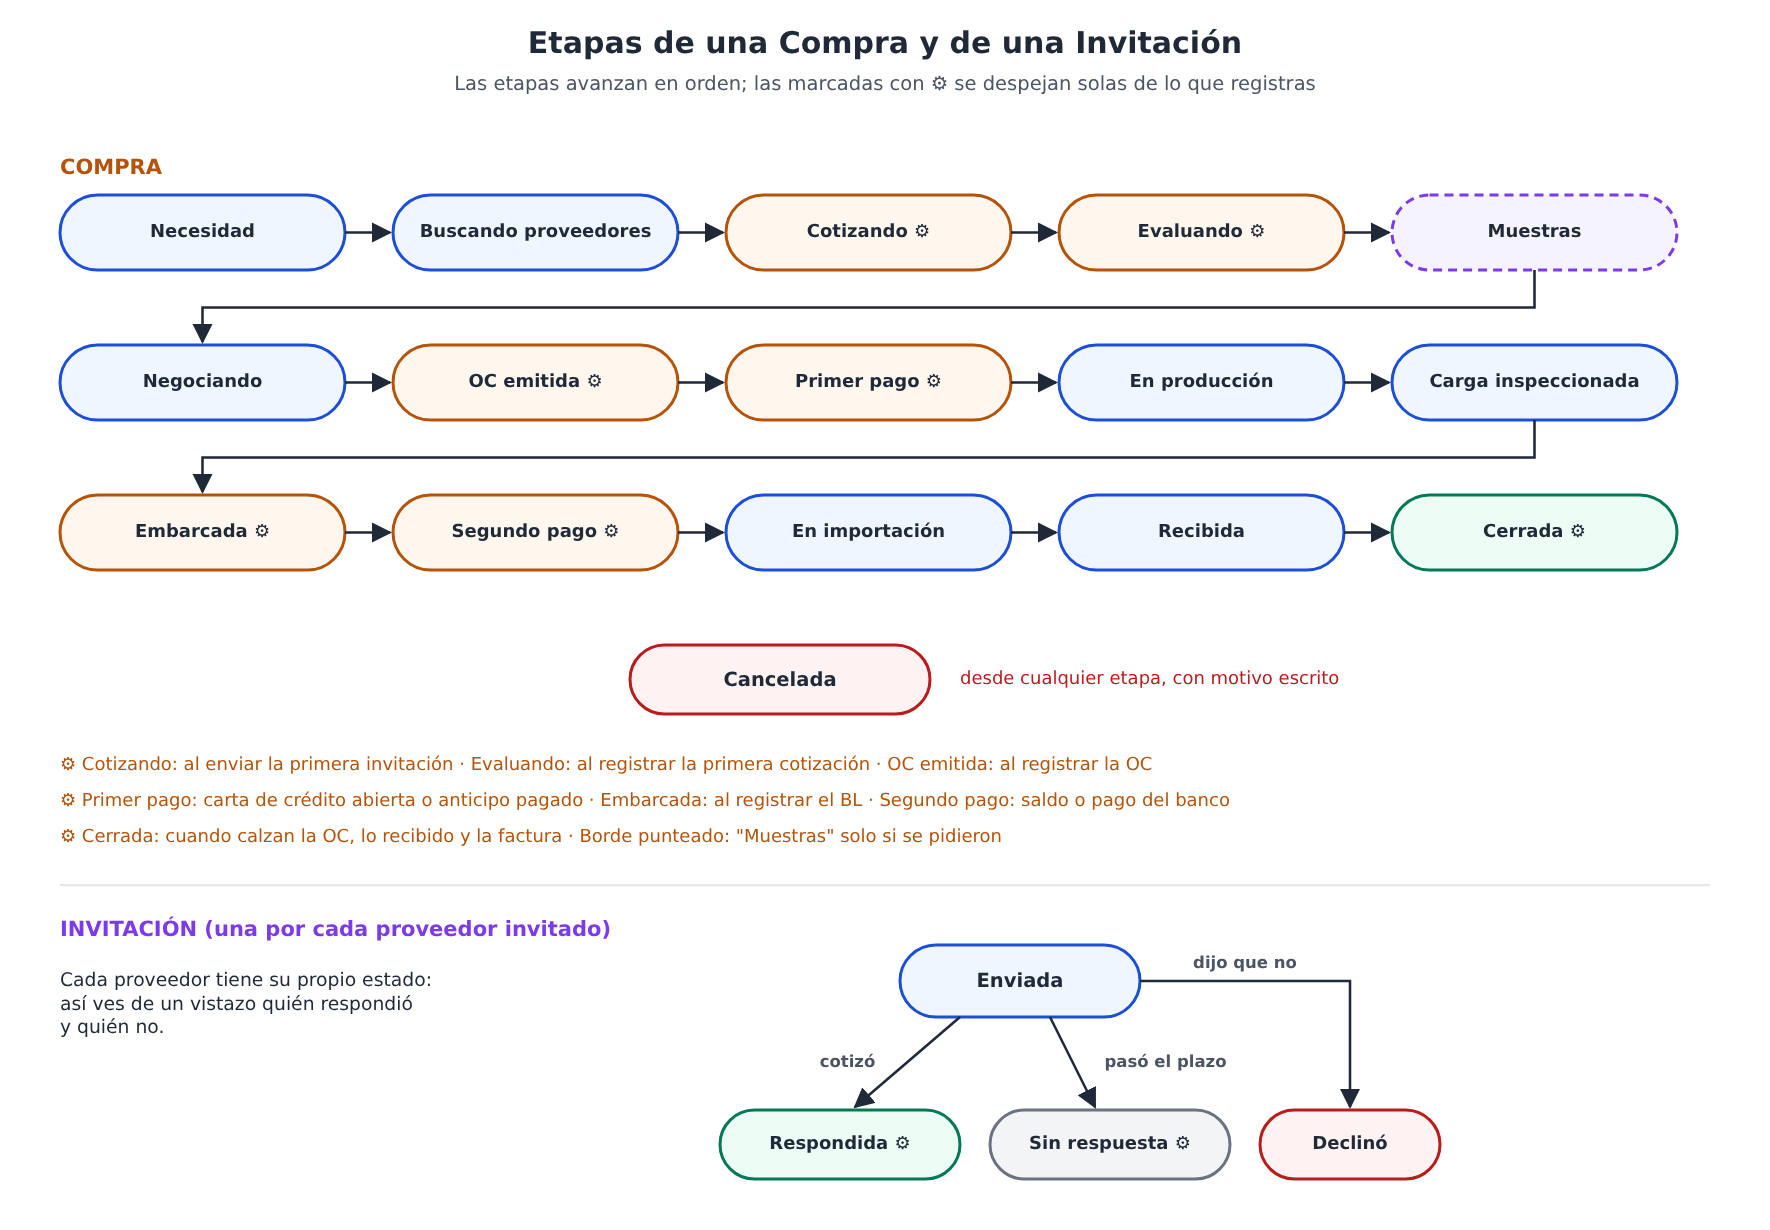 Etapas de una Compra y de una Invitación
Las etapas avanzan en orden; las marcadas con ⚙ se despejan solas de lo que registras
COMPRA
Necesidad
Buscando proveedores
Cotizando ⚙
Evaluando ⚙
Muestras
Negociando
OC emitida ⚙
Primer pago ⚙
En producción
Carga inspeccionada
Embarcada ⚙
Segundo pago ⚙
En importación
Recibida
Cerrada ⚙
Cancelada
desde cualquier etapa, con motivo escrito
⚙ Cotizando: al enviar la primera invitación · Evaluando: al registrar la primera cotización · OC emitida: al registrar la OC
⚙ Primer pago: carta de crédito abierta o anticipo pagado · Embarcada: al registrar el BL · Segundo pago: saldo o pago del banco
⚙ Cerrada: cuando calzan la OC, lo recibido y la factura · Borde punteado: "Muestras" solo si se pidieron
INVITACIÓN (una por cada proveedor invitado)
Cada proveedor tiene su propio estado:
así ves de un vistazo quién respondió
y quién no.
Enviada
dijo que no
cotizó
pasó el plazo
Respondida ⚙
Sin respuesta ⚙
Declinó